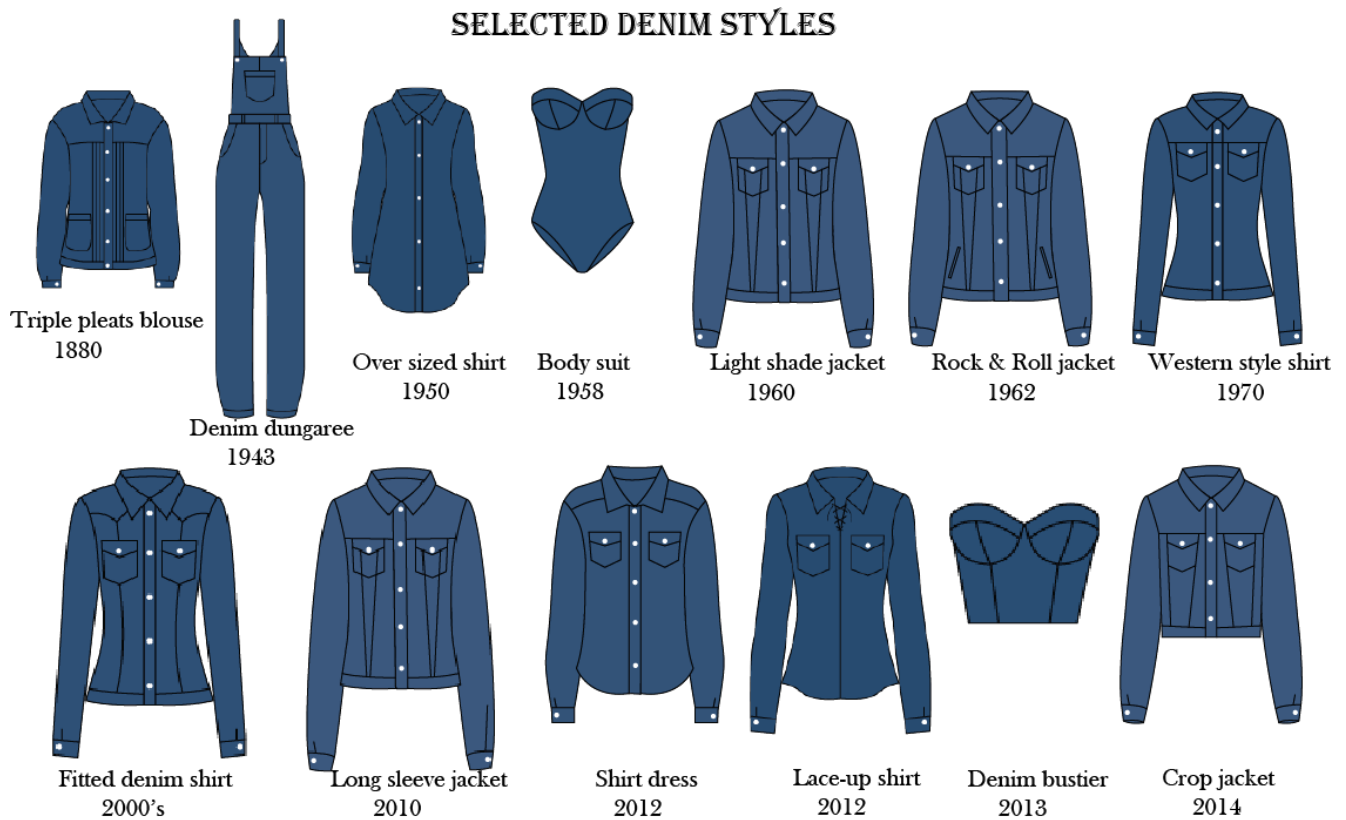 SELECTED DENIM STYLES
Triple pleats blouse
1880
Denim dungaree
1943
Over sized shirt
1950
Body suit
1958
Light shade jacket
1960
Rock & Roll jacket
1962
Western style shirt
1970
Fitted denim shirt
2000's
Long sleeve jacket
2010
Shirt dress
2012
Lace-up shirt
2012
Denim bustier
2013
Crop jacket
2014